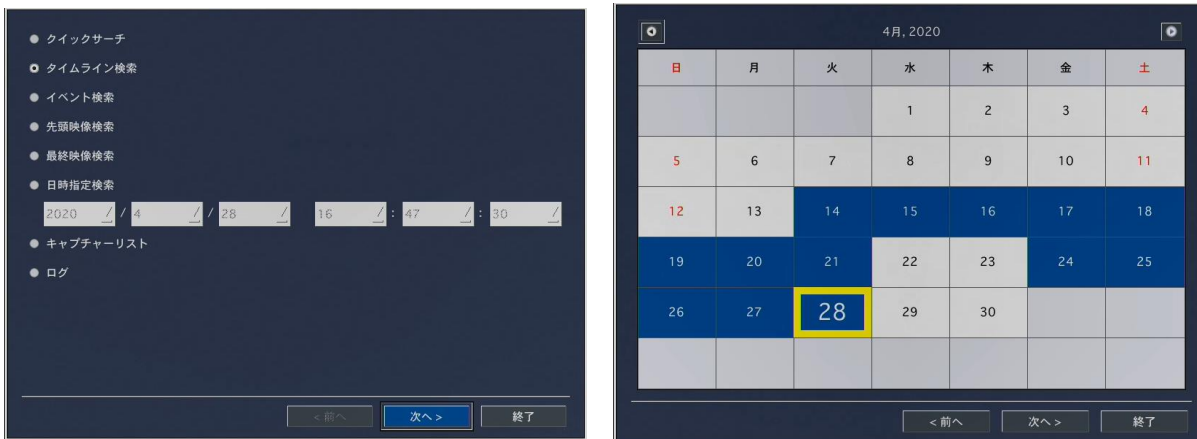 クイックサーチ
タイムライン検索
イベント検索
先頭映像検索
最終映像検索
日時指定検索
2020 / 4 / 28 16 : 47 : 30
キャプチャーリスト
ログ
< 前へ 次へ > 終了
4月, 2020
日 月 火 水 木 金 土
1 2 3 4
5 6 7 8 9 10 11
12 13 14 15 16 17 18
19 20 21 22 23 24 25
26 27 28 29 30
< 前へ 次へ > 終了